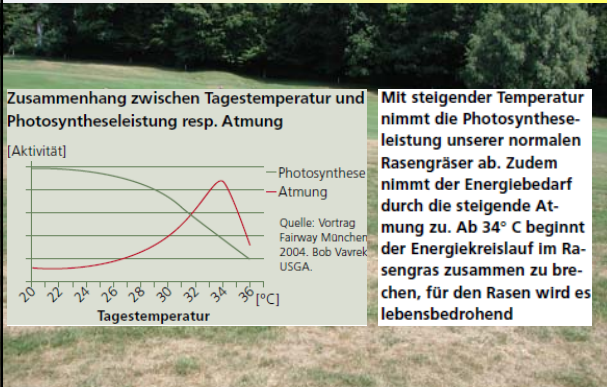 Zusammenhang zwischen Tagestemperatur und
Photosyntheseleistung resp. Atmung
[Aktivität]
Photosynthese
Atmung
Quelle: Vortrag
Fairway München
2004. Bob Vavrek
USGA.
20 22 24 26 28 30 32 34 36 [°C]
Tagestemperatur
Mit steigender Temperatur
nimmt die Photosynthese-
leistung unserer normalen
Rasengräser ab. Zudem
nimmt der Energiebedarf
durch die steigende At-
mung zu. Ab 34° C beginnt
der Energiekreislauf im Ra-
sengras zusammen zu bre-
chen, für den Rasen wird es
lebensbedrohend